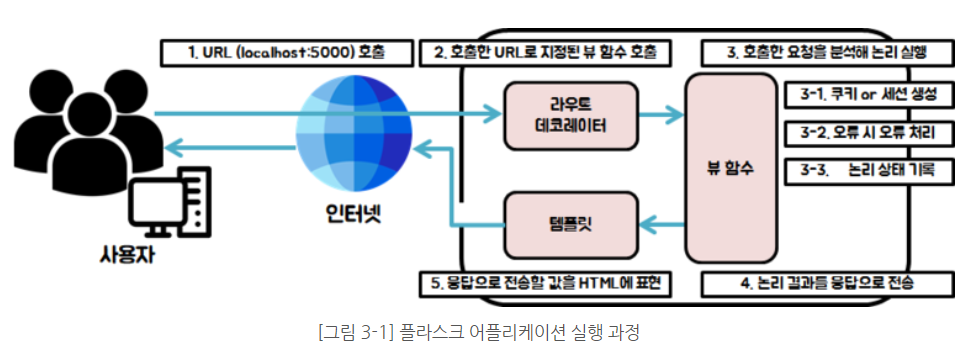 1. URL (localhost:5000) 호출
2. 호출한 URL로 지정된 뷰 함수 호출
3. 호출한 요청을 분석해 논리 실행
라우트
데코레이터
3-1. 쿠키 or 세션 생성
3-2. 오류 시 오류 처리
3-3. 논리 상태 기록
뷰 함수
인터넷
템플릿
사용자
5. 응답으로 전송할 값을 HTML에 표현
4. 논리 결과들 응답으로 전송
[그림 3-1] 플라스크 어플리케이션 실행 과정